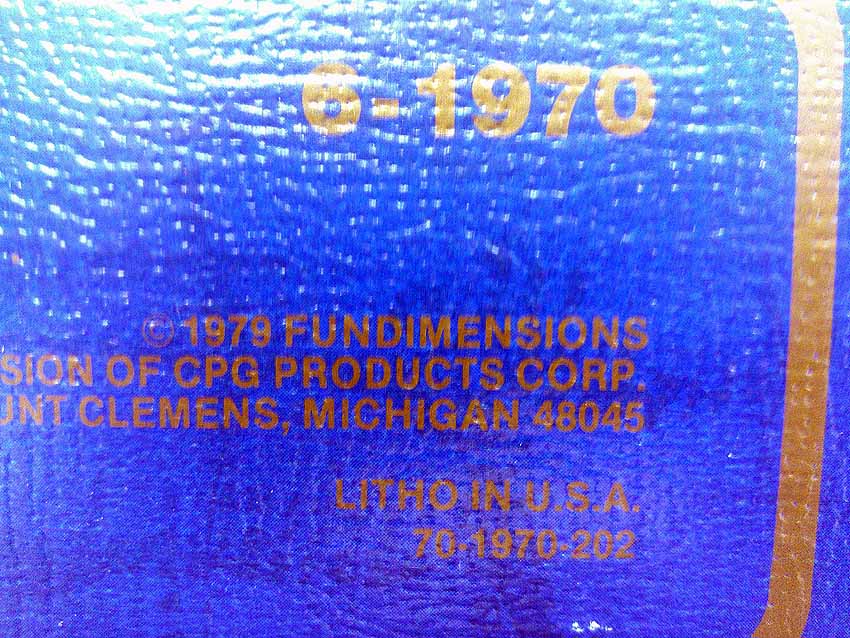 6-1970
© 1979 FUNDIMENSIONS
SION OF CPG PRODUCTS CORP.
UNT CLEMENS, MICHIGAN 48045
LITHO IN U.S.A.
70-1970-202